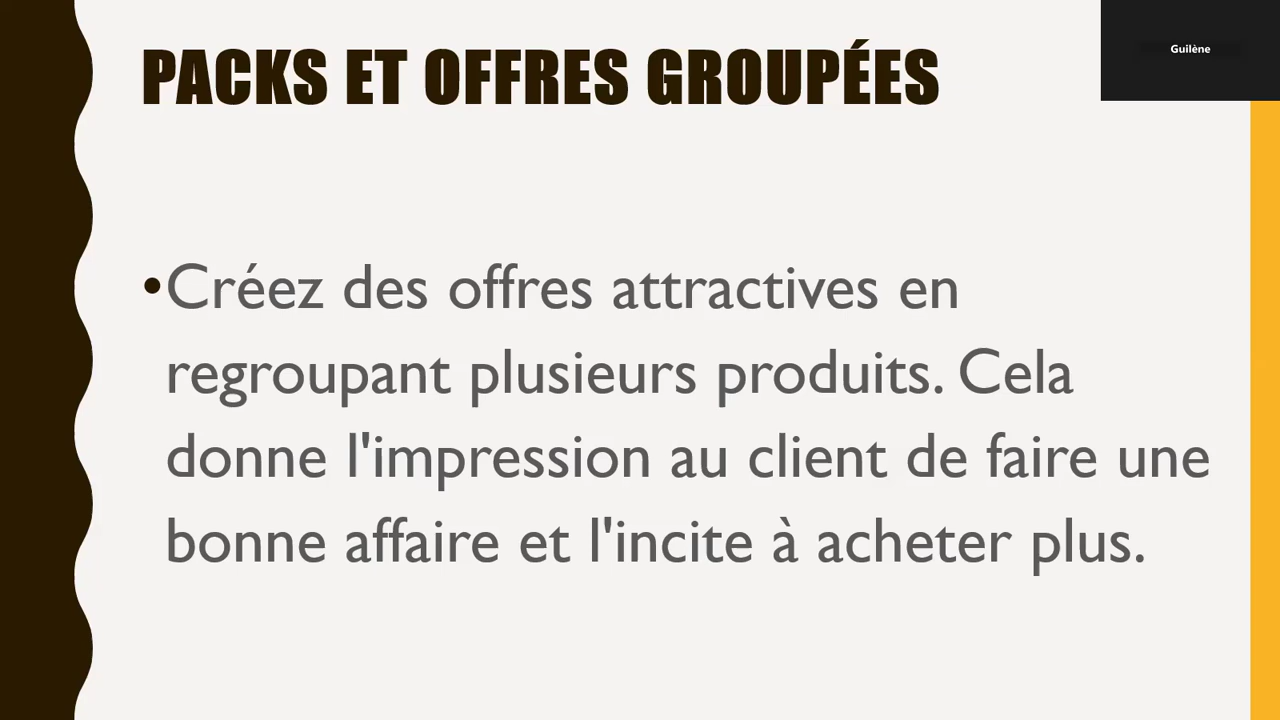 PACKS ET OFFRES GROUPÉES
Guilène
•Créez des offres attractives en
regroupant plusieurs produits. Cela
donne l'impression au client de faire une
bonne affaire et l'incite à acheter plus.